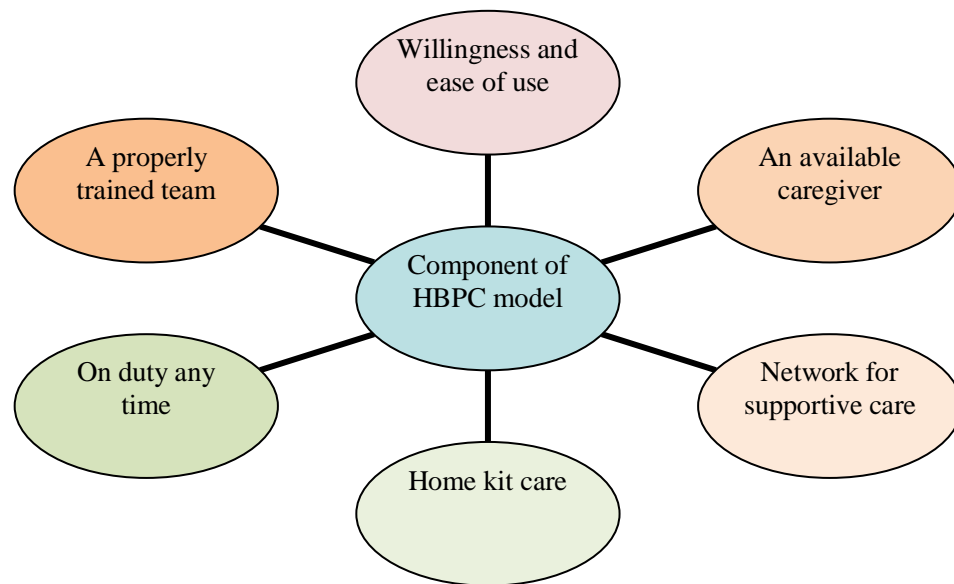 Willingness and
ease of use
A properly
trained team
An available
caregiver
Component of
HBPC model
On duty any
time
Network for
supportive care
Home kit care